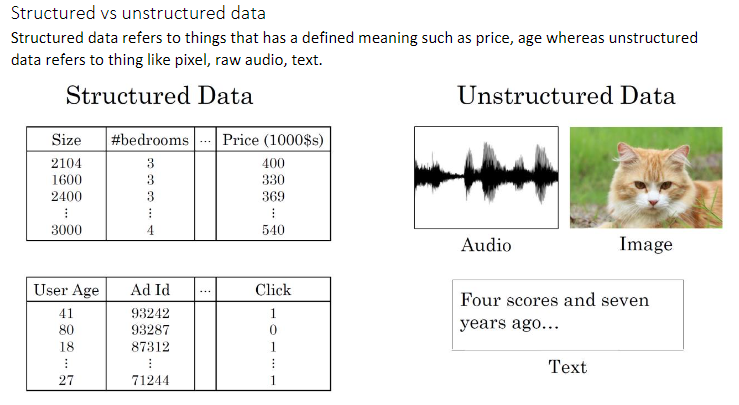 Structured vs unstructured data
Structured data refers to things that has a defined meaning such as price, age whereas unstructured
data refers to thing like pixel, raw audio, text.
Structured Data
Size #bedrooms ... Price (1000$s)
2104 3 400
1600 3 330
2400 3 369
⋮ ⋮ ⋮
3000 4 540
User Age Ad Id ... Click
41 93242 1
80 93287 0
18 87312 1
⋮ ⋮ ⋮
27 71244 1
Unstructured Data
Audio
Image
Four scores and seven
years ago...
Text